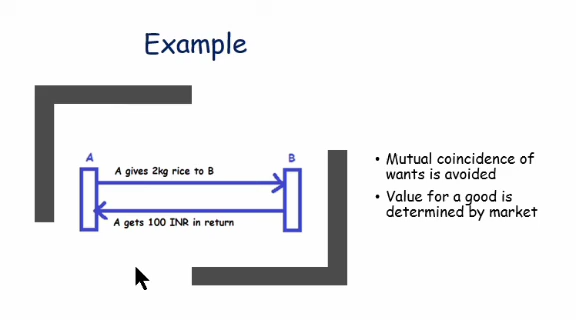 Example
A
B
A gives 2kg rice to B
A gets 100 INR in return
• Mutual coincidence of
wants is avoided
• Value for a good is
determined by market